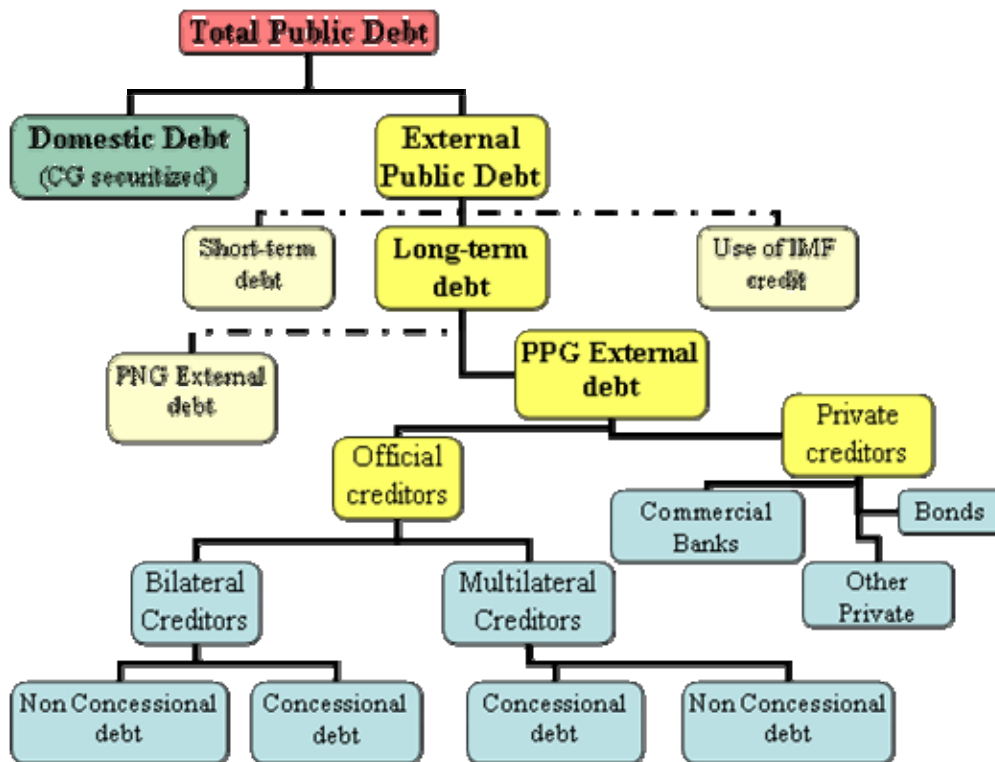 Total Public Debt
Domestic Debt
(CG securitized)
External
Public Debt
Short-term
debt
Long-term
debt
Use of IMF
credit
PNG External
debt
PPG External
debt
Official
creditors
Private
creditors
Commercial
Banks
Bonds
Other
Private
Bilateral
Creditors
Multilateral
Creditors
Non Concessional
debt
Concessional
debt
Concessional
debt
Non Concessional
debt